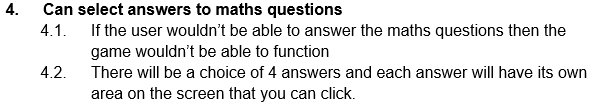 4. Can select answers to maths questions
4.1. If the user wouldn't be able to answer the maths questions then the
game wouldn't be able to function
4.2. There will be a choice of 4 answers and each answer will have its own
area on the screen that you can click.